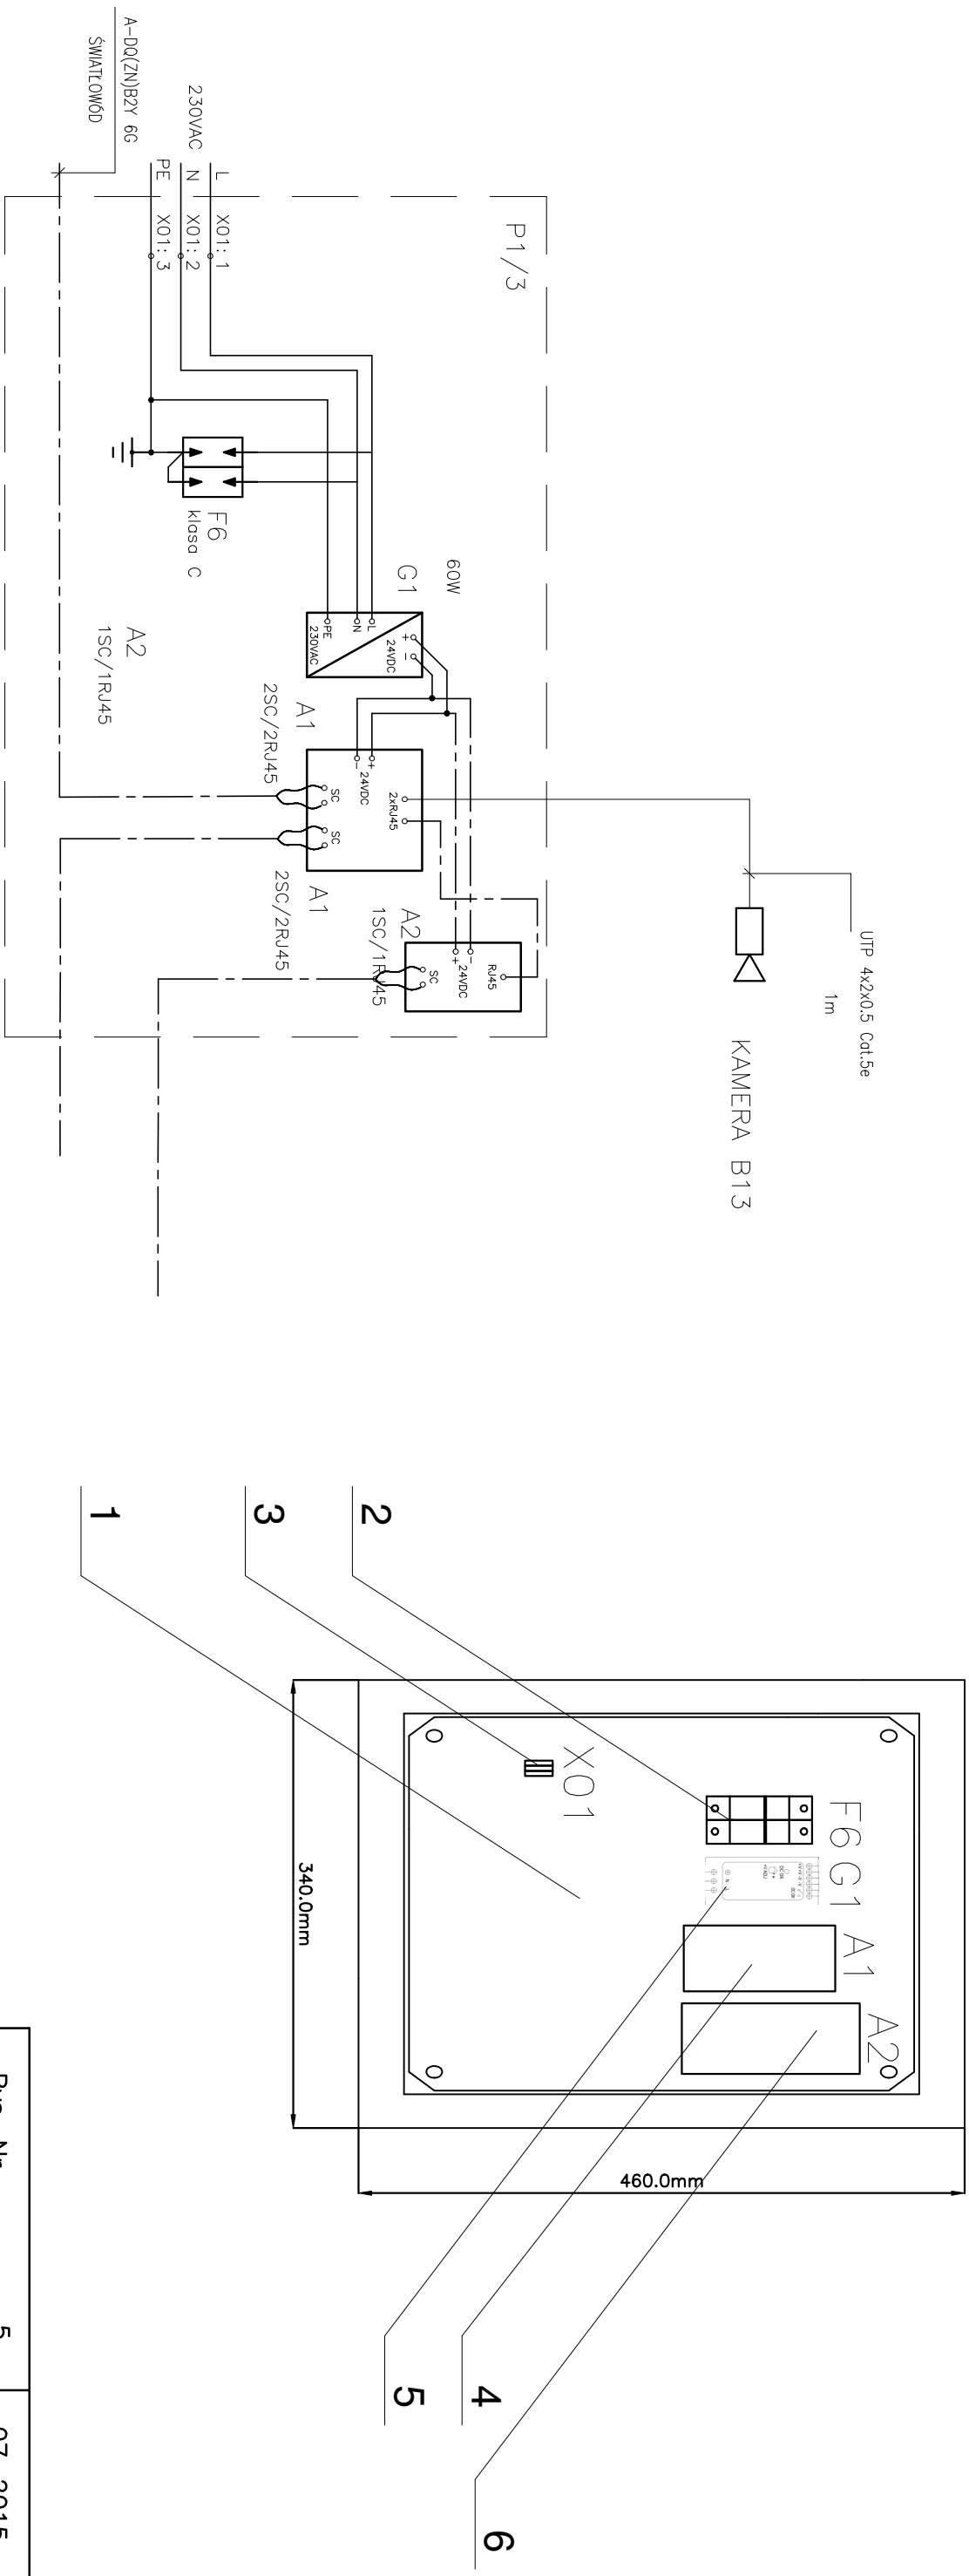 UTP 4x2x0.5 Cat.5e
1m
KAMERA B13
P1/3
60W
G1
24VDC
+ -
L
N
PE
230VAC
L X01: 1
230VAC N X01: 2
PE X01: 3
F6
klasa C
A1
2SC/2RJ45
2xRJ45
+
- 24VDC
SC
SC
A1
2SC/2RJ45
A2
1SC/1RJ45
RJ45
-
+ 24VDC
SC
A2
1SC/1RJ45
A-DQ(ZN)B2Y 6G
ŚWIATŁOWÓD
2
3
1
F6
G1
A1
A2
DC OK
X01
340.0mm
460.0mm
5
4
6
5
07 2015